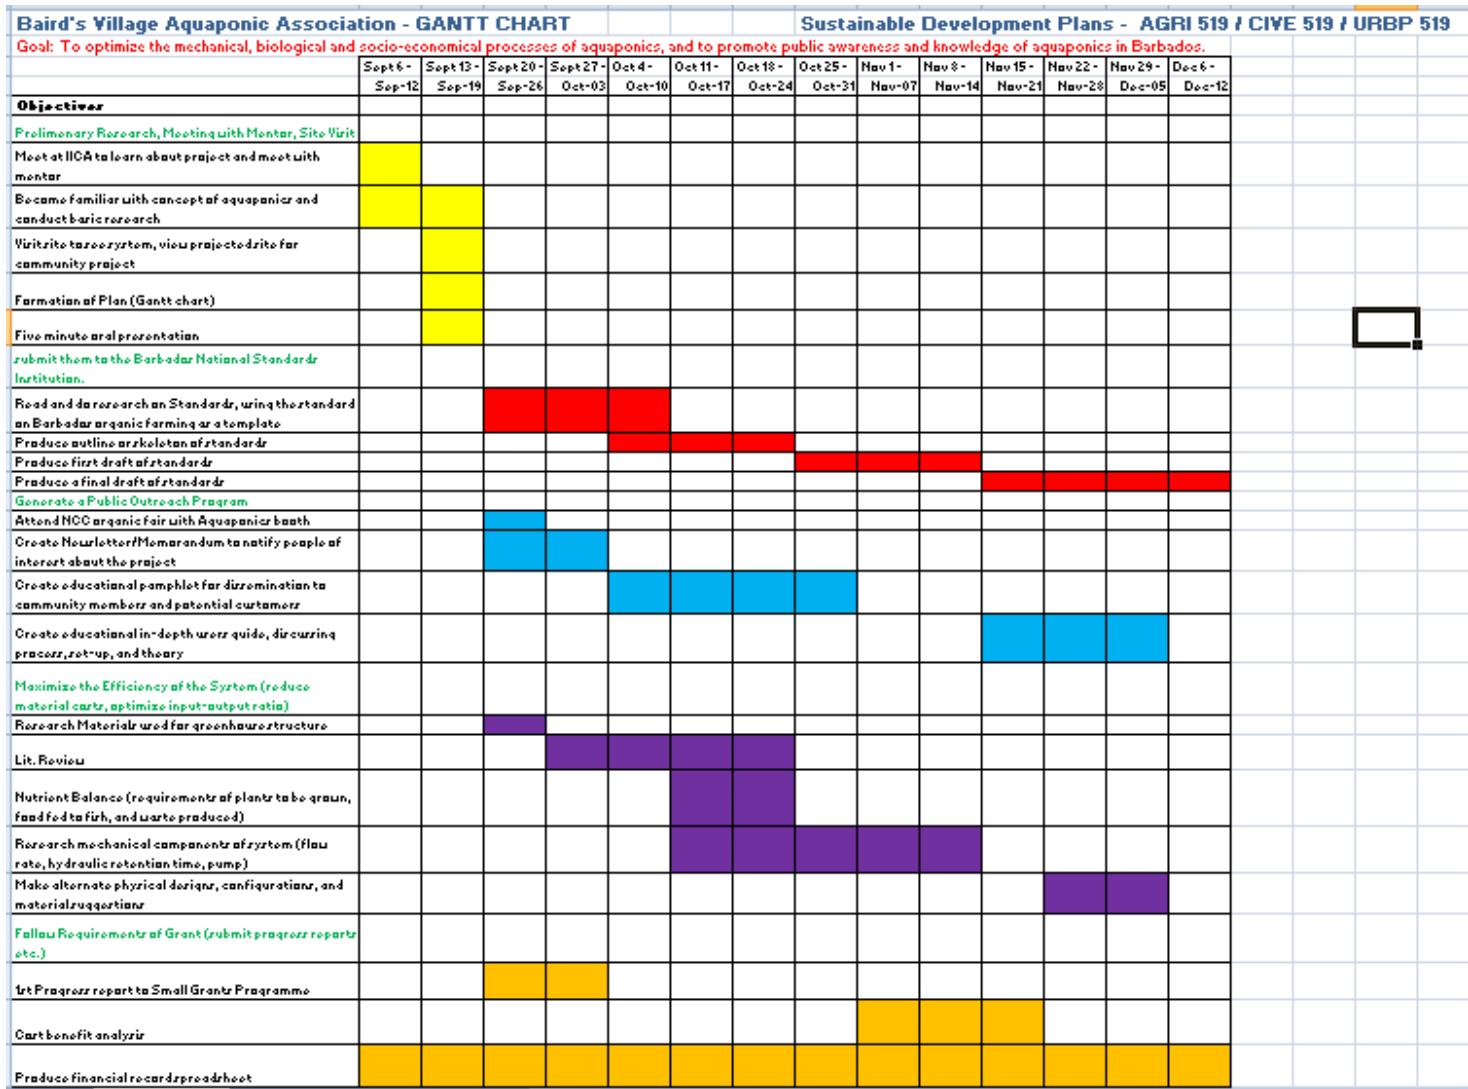 Baird's Village Aquaponic Association - GANTT CHART Sustainable Development Plans - AGRI 519 / CIVE 519 / URBP 519
Goal: To optimize the mechanical, biological and socio-economical processes of aquaponics, and to promote public awareness and knowledge of aquaponics in Barbados.
Sept 6 - Sept 13 - Sept 20 - Sept 27 - Oct 4 - Oct 11 - Oct 18 - Oct 25 - Nov 1 - Nov 8 - Nov 15 - Nov 22 - Nov 29 - Dec 6 -
Sep-12 Sep-19 Sep-26 Oct-03 Oct-10 Oct-17 Oct-24 Oct-31 Nov-07 Nov-14 Nov-21 Nov-28 Dec-05 Dec-12
Objectives
Prelimenary Research, Meeting with Mentor, Site Visit
Meet at IICA to learn about project and meet with
mentor
Become familiar with concept of aquaponics and
conduct basic research
Visit site to see system, view projected site for
community project
Formation of Plan (Gantt chart)
Five minute oral presentation
submit them to the Barbados National Standards
Institution.
Read and do research on Standards, using the standard
on Barbados organic farming as a template
Produce outline or skeleton of standards
Produce first draft of standards
Produce a final draft of standards
Generate a Public Outreach Program
Attend NCC organic fair with Aquaponics booth
Create Newsletter/Memorandum to notify people of
interest about the project
Create educational pamphlet for dissemination to
community members and potential customers
Create educational in-depth users guide, discussing
process, set-up, and theory
Maximize the Efficiency of the System (reduce
material costs, optimize input-output ratio)
Research Materials used for greenhouse structure
Lit. Review
Nutrient Balance (requirements of plants to be grown,
food fed to fish, and waste produced)
Research mechanical components of system (flow
rate, hydraulic retention time, pump)
Make alternate physical designs, configurations, and
material suggestions
Follow Requirements of Grant (submit progress reports
etc.)
1st Progress report to Small Grants Programme
Cost benefit analysis
Produce financial record spreadsheet